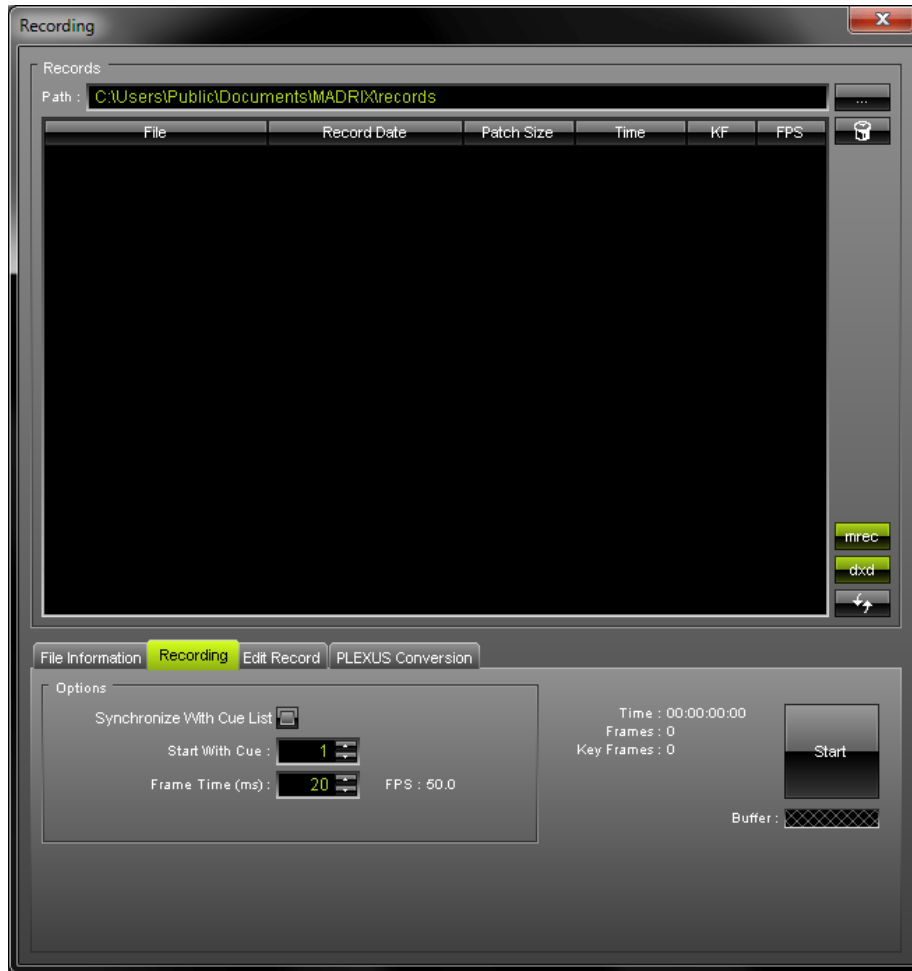 Recording
Records
Path : C:\Users\Public\Documents\MADRIX\records ...
File Record Date Patch Size Time KF FPS
mrec
dxd
File Information Recording Edit Record PLEXUS Conversion
Options
Synchronize With Cue List
Start With Cue : 1
Frame Time (ms) : 20 FPS : 50.0
Time : 00:00:00:00
Frames : 0
Key Frames : 0
Start
Buffer :